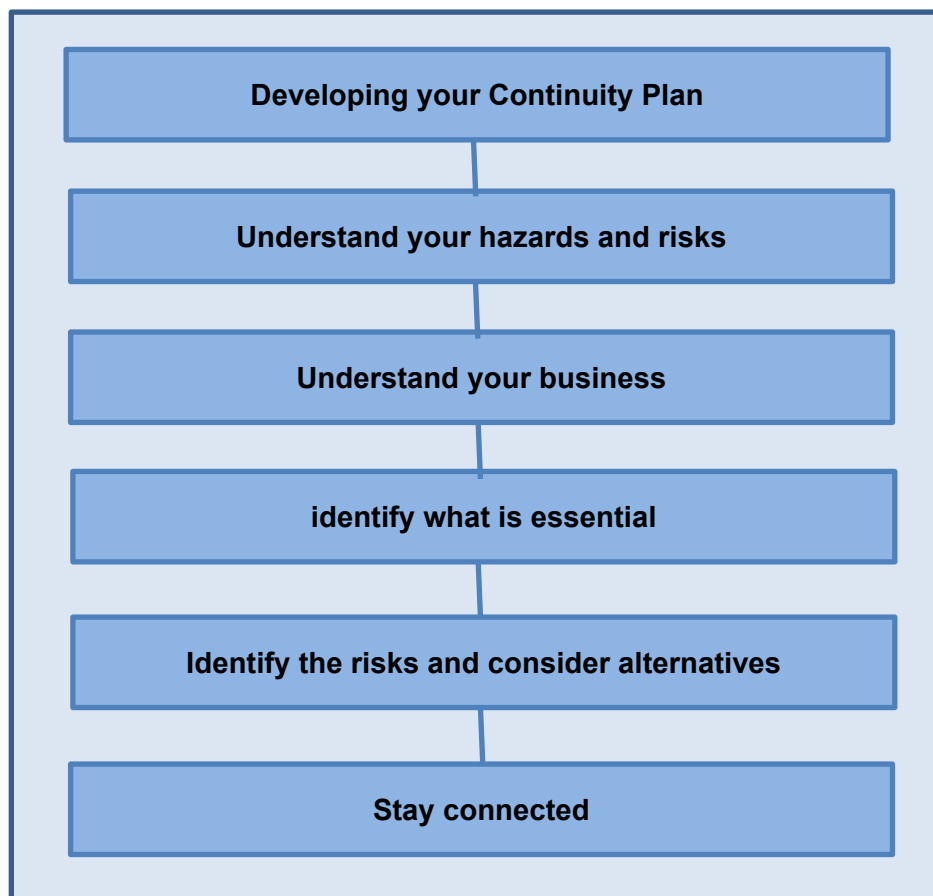 Developing your Continuity Plan
Understand your hazards and risks
Understand your business
identify what is essential
Identify the risks and consider alternatives
Stay connected